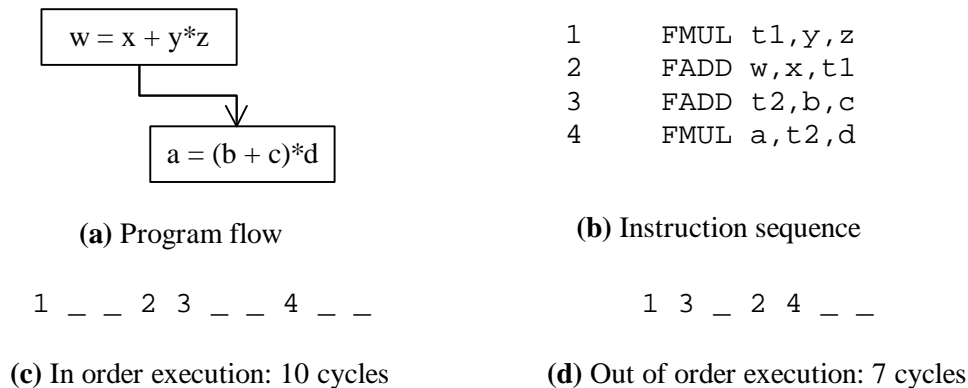 w = x + y*z
a = (b + c)*d
(a) Program flow
1 FMUL t1,y,z
2 FADD w,x,t1
3 FADD t2,b,c
4 FMUL a,t2,d
(b) Instruction sequence
1 _ _ 2 3 _ _ 4 _ _
(c) In order execution: 10 cycles
1 3 _ 2 4 _ _
(d) Out of order execution: 7 cycles